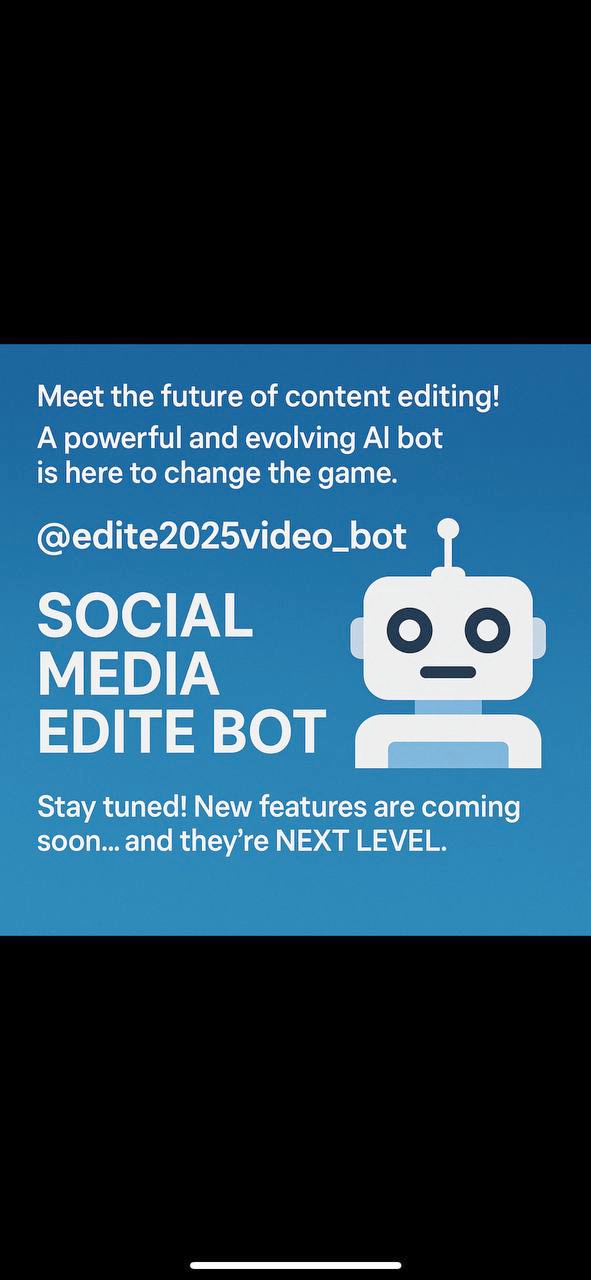 Meet the future of content editing!
A powerful and evolving AI bot
is here to change the game.
@edite2025video_bot
SOCIAL
MEDIA
EDITE BOT
Stay tuned! New features are coming
soon... and they’re NEXT LEVEL.